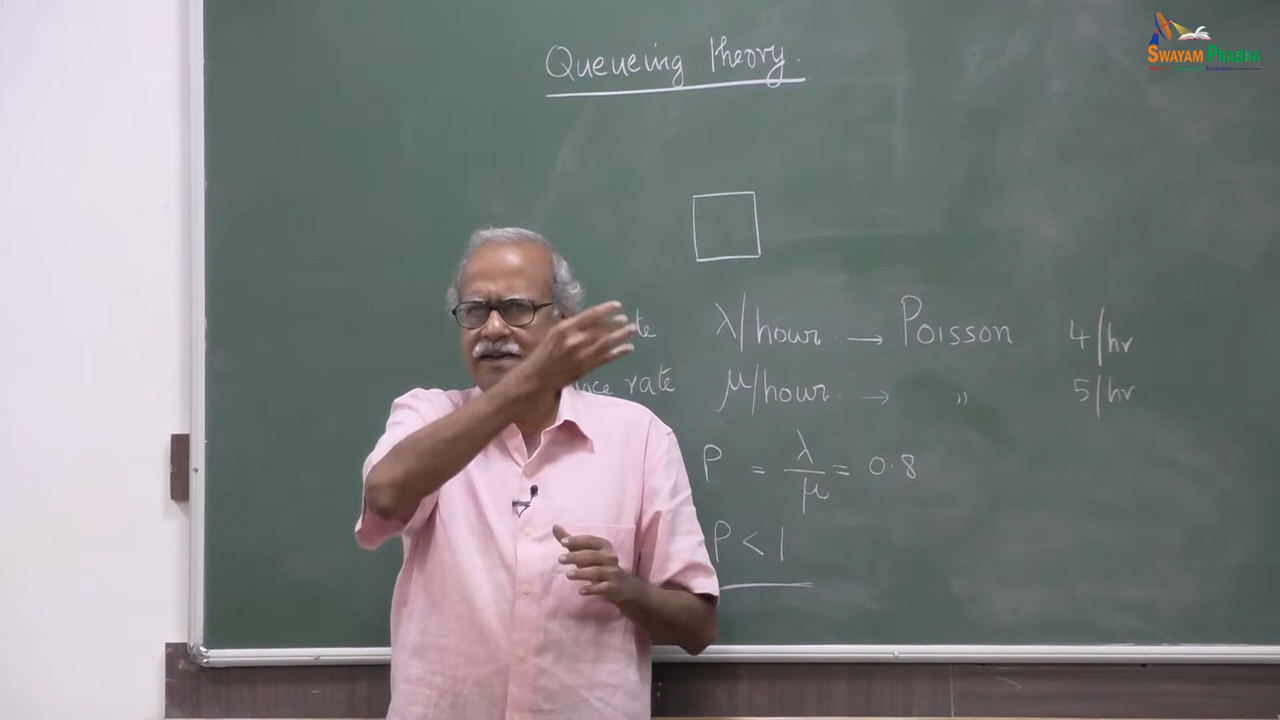 SWAYAM PRABHA
Queueing theory.
λ/hour → Poisson 4/hr
rate μ/hour → " 5/hr
ρ = λ/μ = 0.8
ρ < 1